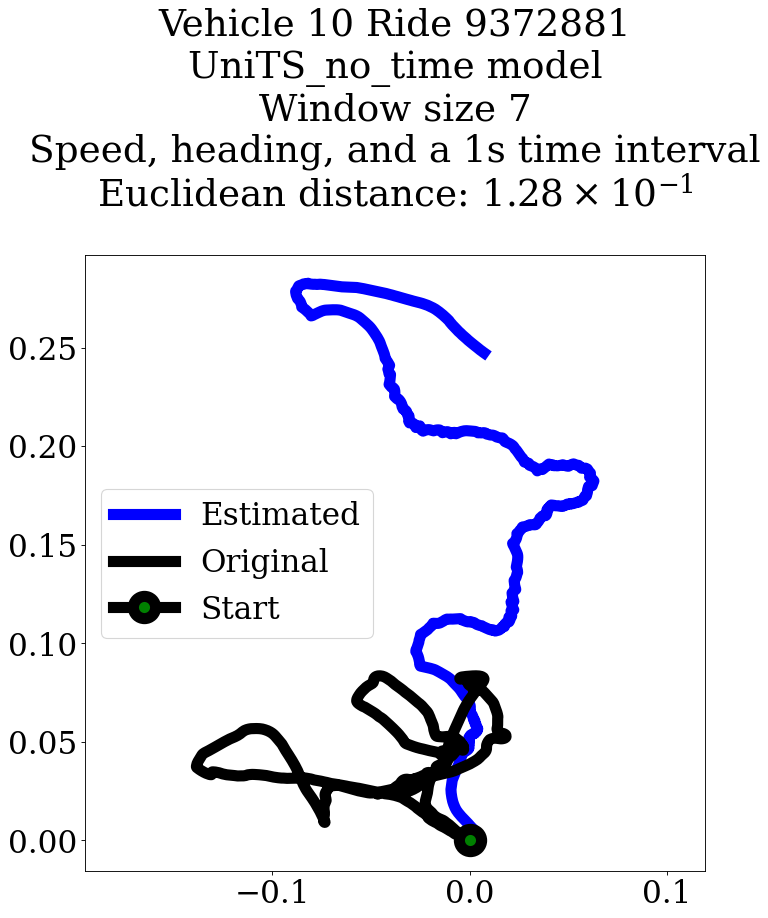 Vehicle 10 Ride 9372881
UniTS_no_time model
Window size 7
Speed, heading, and a 1s time interval
Euclidean distance: 1.28 × 10⁻¹
0.25
0.20
0.15
0.10
0.05
0.00
Estimated
Original
Start
−0.1
0.0
0.1